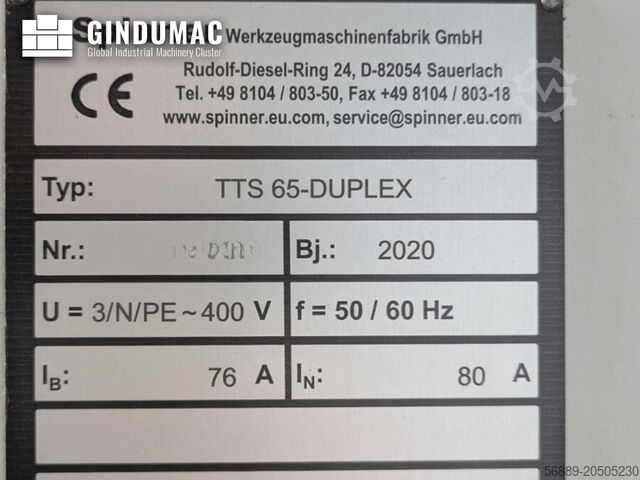 GINDUMAC
Global Industrial Machinery Cluster
Werkzeugmaschinenfabrik GmbH
Rudolf-Diesel-Ring 24, D-82054 Sauerlach
Tel. +49 8104 / 803-50, Fax +49 8104 / 803-18
www.spinner.eu.com, service@spinner.eu.com
CE
Typ: TTS 65-DUPLEX
Nr.: Bj.: 2020
U = 3/N/PE ~ 400 V f = 50 / 60 Hz
IB: 76 A IN: 80 A
56889-20505230